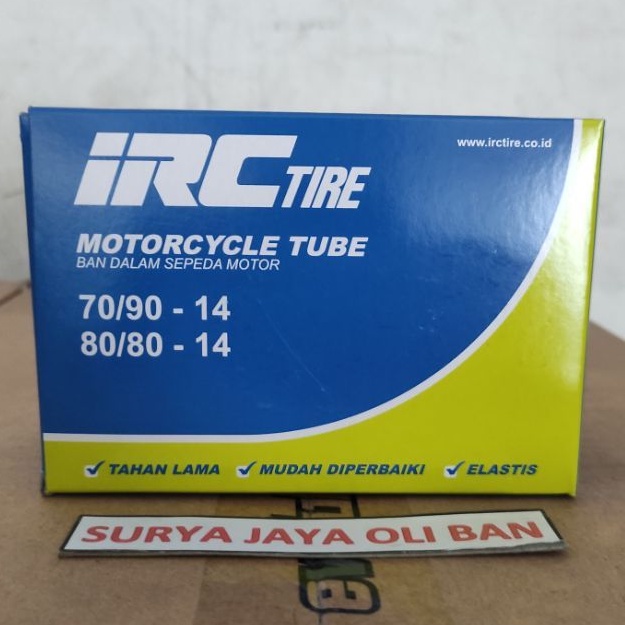 iRC TIRE
www.irctire.co.id
MOTORCYCLE TUBE
BAN DALAM SEPEDA MOTOR
70/90 - 14
80/80 - 14
TAHAN LAMA MUDAH DIPERBAIKI ELASTIS
SURYA JAYA OLI BAN